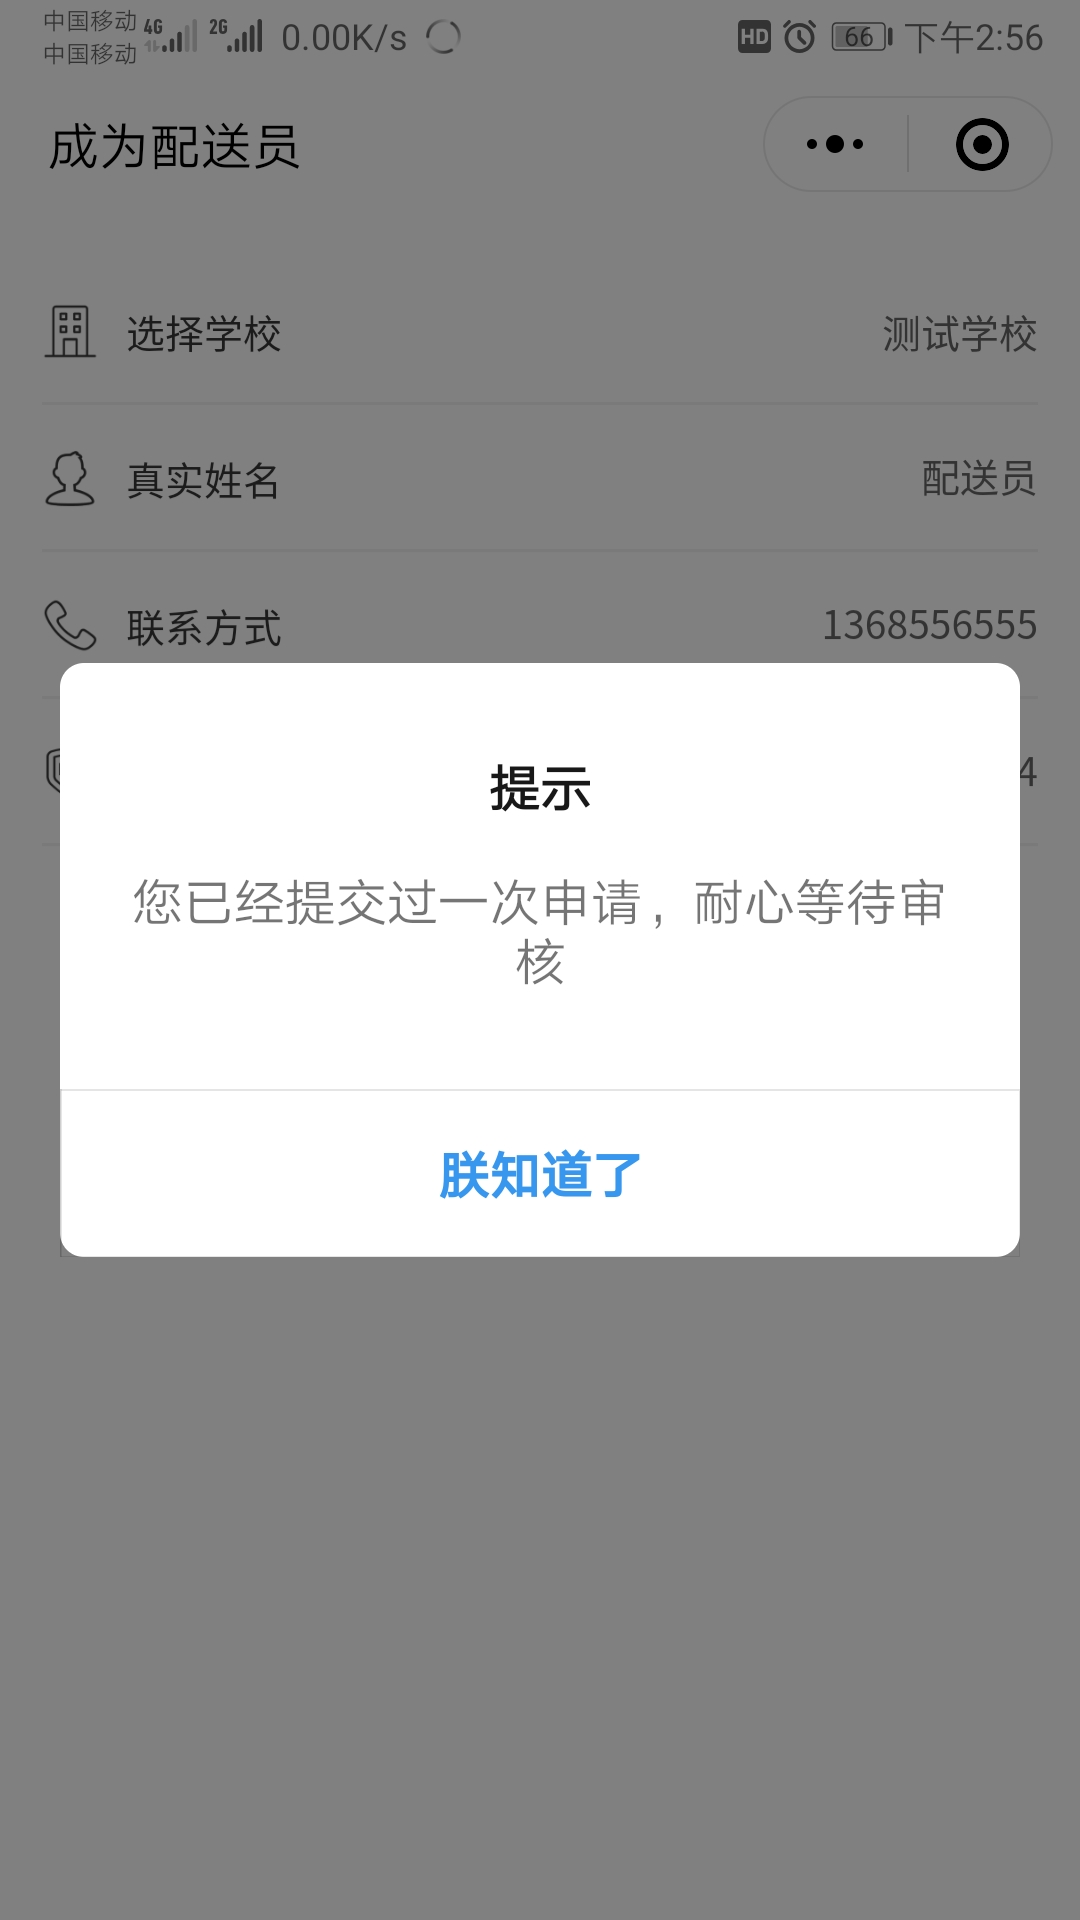 中国移动 4G 2G 0.00K/s HD 66 下午2:56
中国移动
成为配送员
选择学校 测试学校
真实姓名 配送员
联系方式 1368556555
4
提示
您已经提交过一次申请，耐心等待审
核
朕知道了